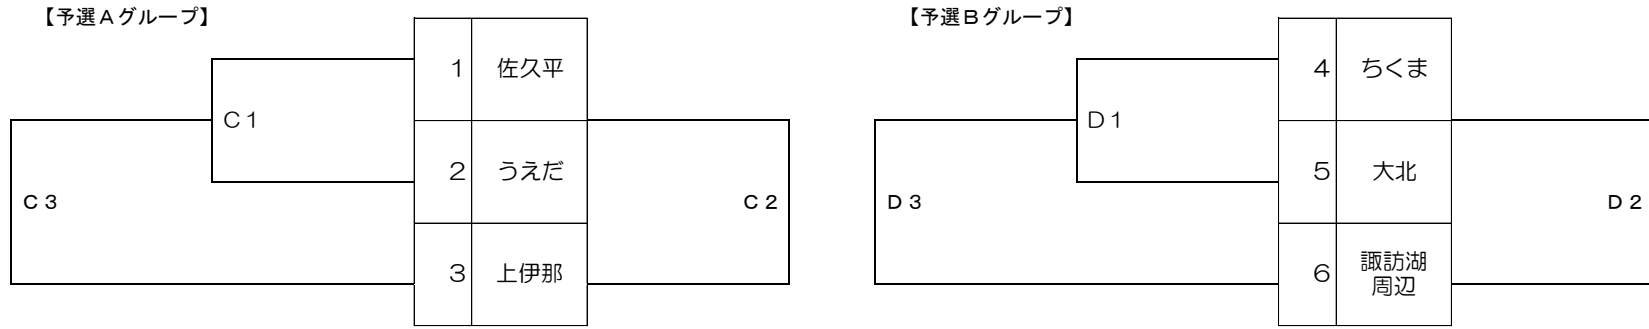 【予選Aグループ】
1 佐久平
C1
2 うえだ
C3
C2
3 上伊那
【予選Bグループ】
4 ちくま
D1
5 大北
D3
D2
6 諏訪湖
周辺